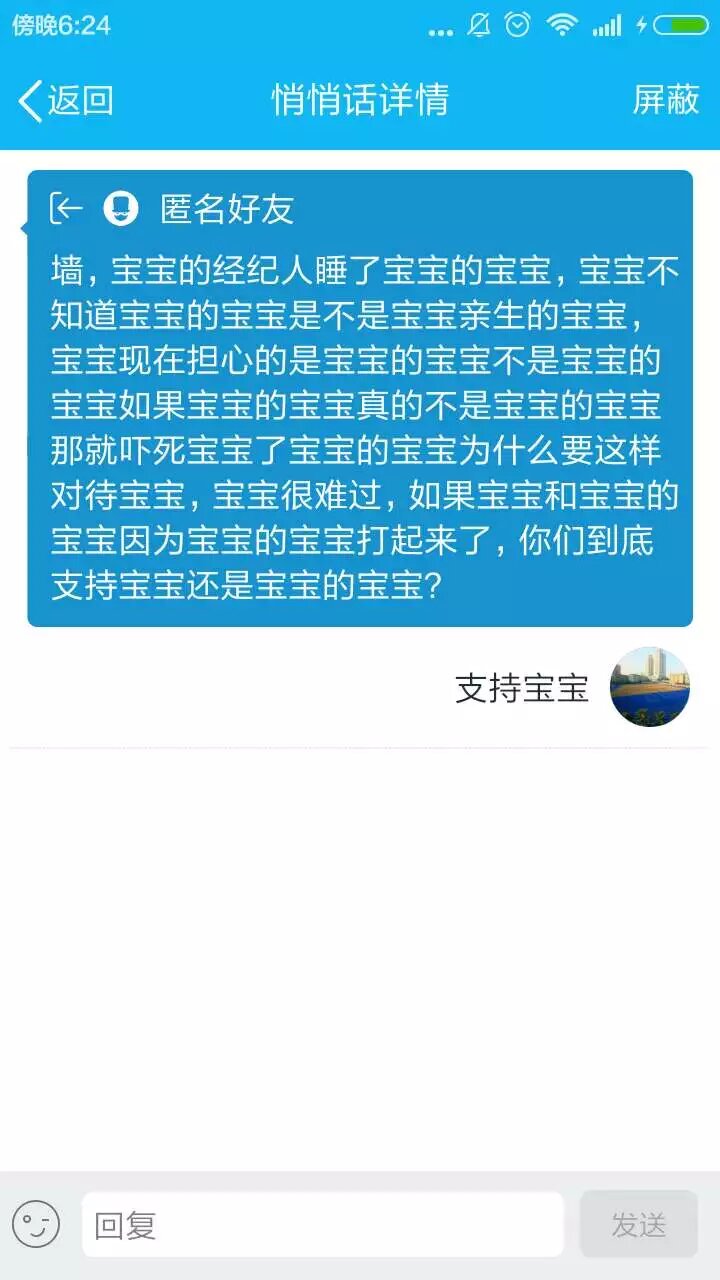 傍晚6:24
返回
悄悄话详情
屏蔽
匿名好友
墙,宝宝的经纪人睡了宝宝的宝宝,宝宝不
知道宝宝的宝宝是不是宝宝亲生的宝宝,
宝宝现在担心的是宝宝的宝宝不是宝宝的
宝宝如果宝宝的宝宝真的不是宝宝的宝宝
那就吓死宝宝了宝宝的宝宝为什么要这样
对待宝宝,宝宝很难过,如果宝宝和宝宝的
宝宝因为宝宝的宝宝打起来了,你们到底
支持宝宝还是宝宝的宝宝?
支持宝宝
回复
发送